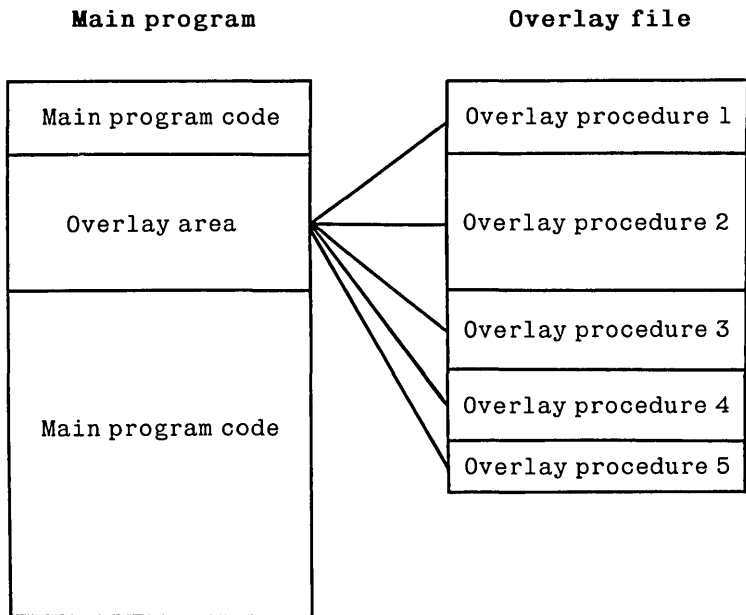 Main program
Overlay file
Main program code
Overlay area
Main program code
Overlay procedure 1
Overlay procedure 2
Overlay procedure 3
Overlay procedure 4
Overlay procedure 5